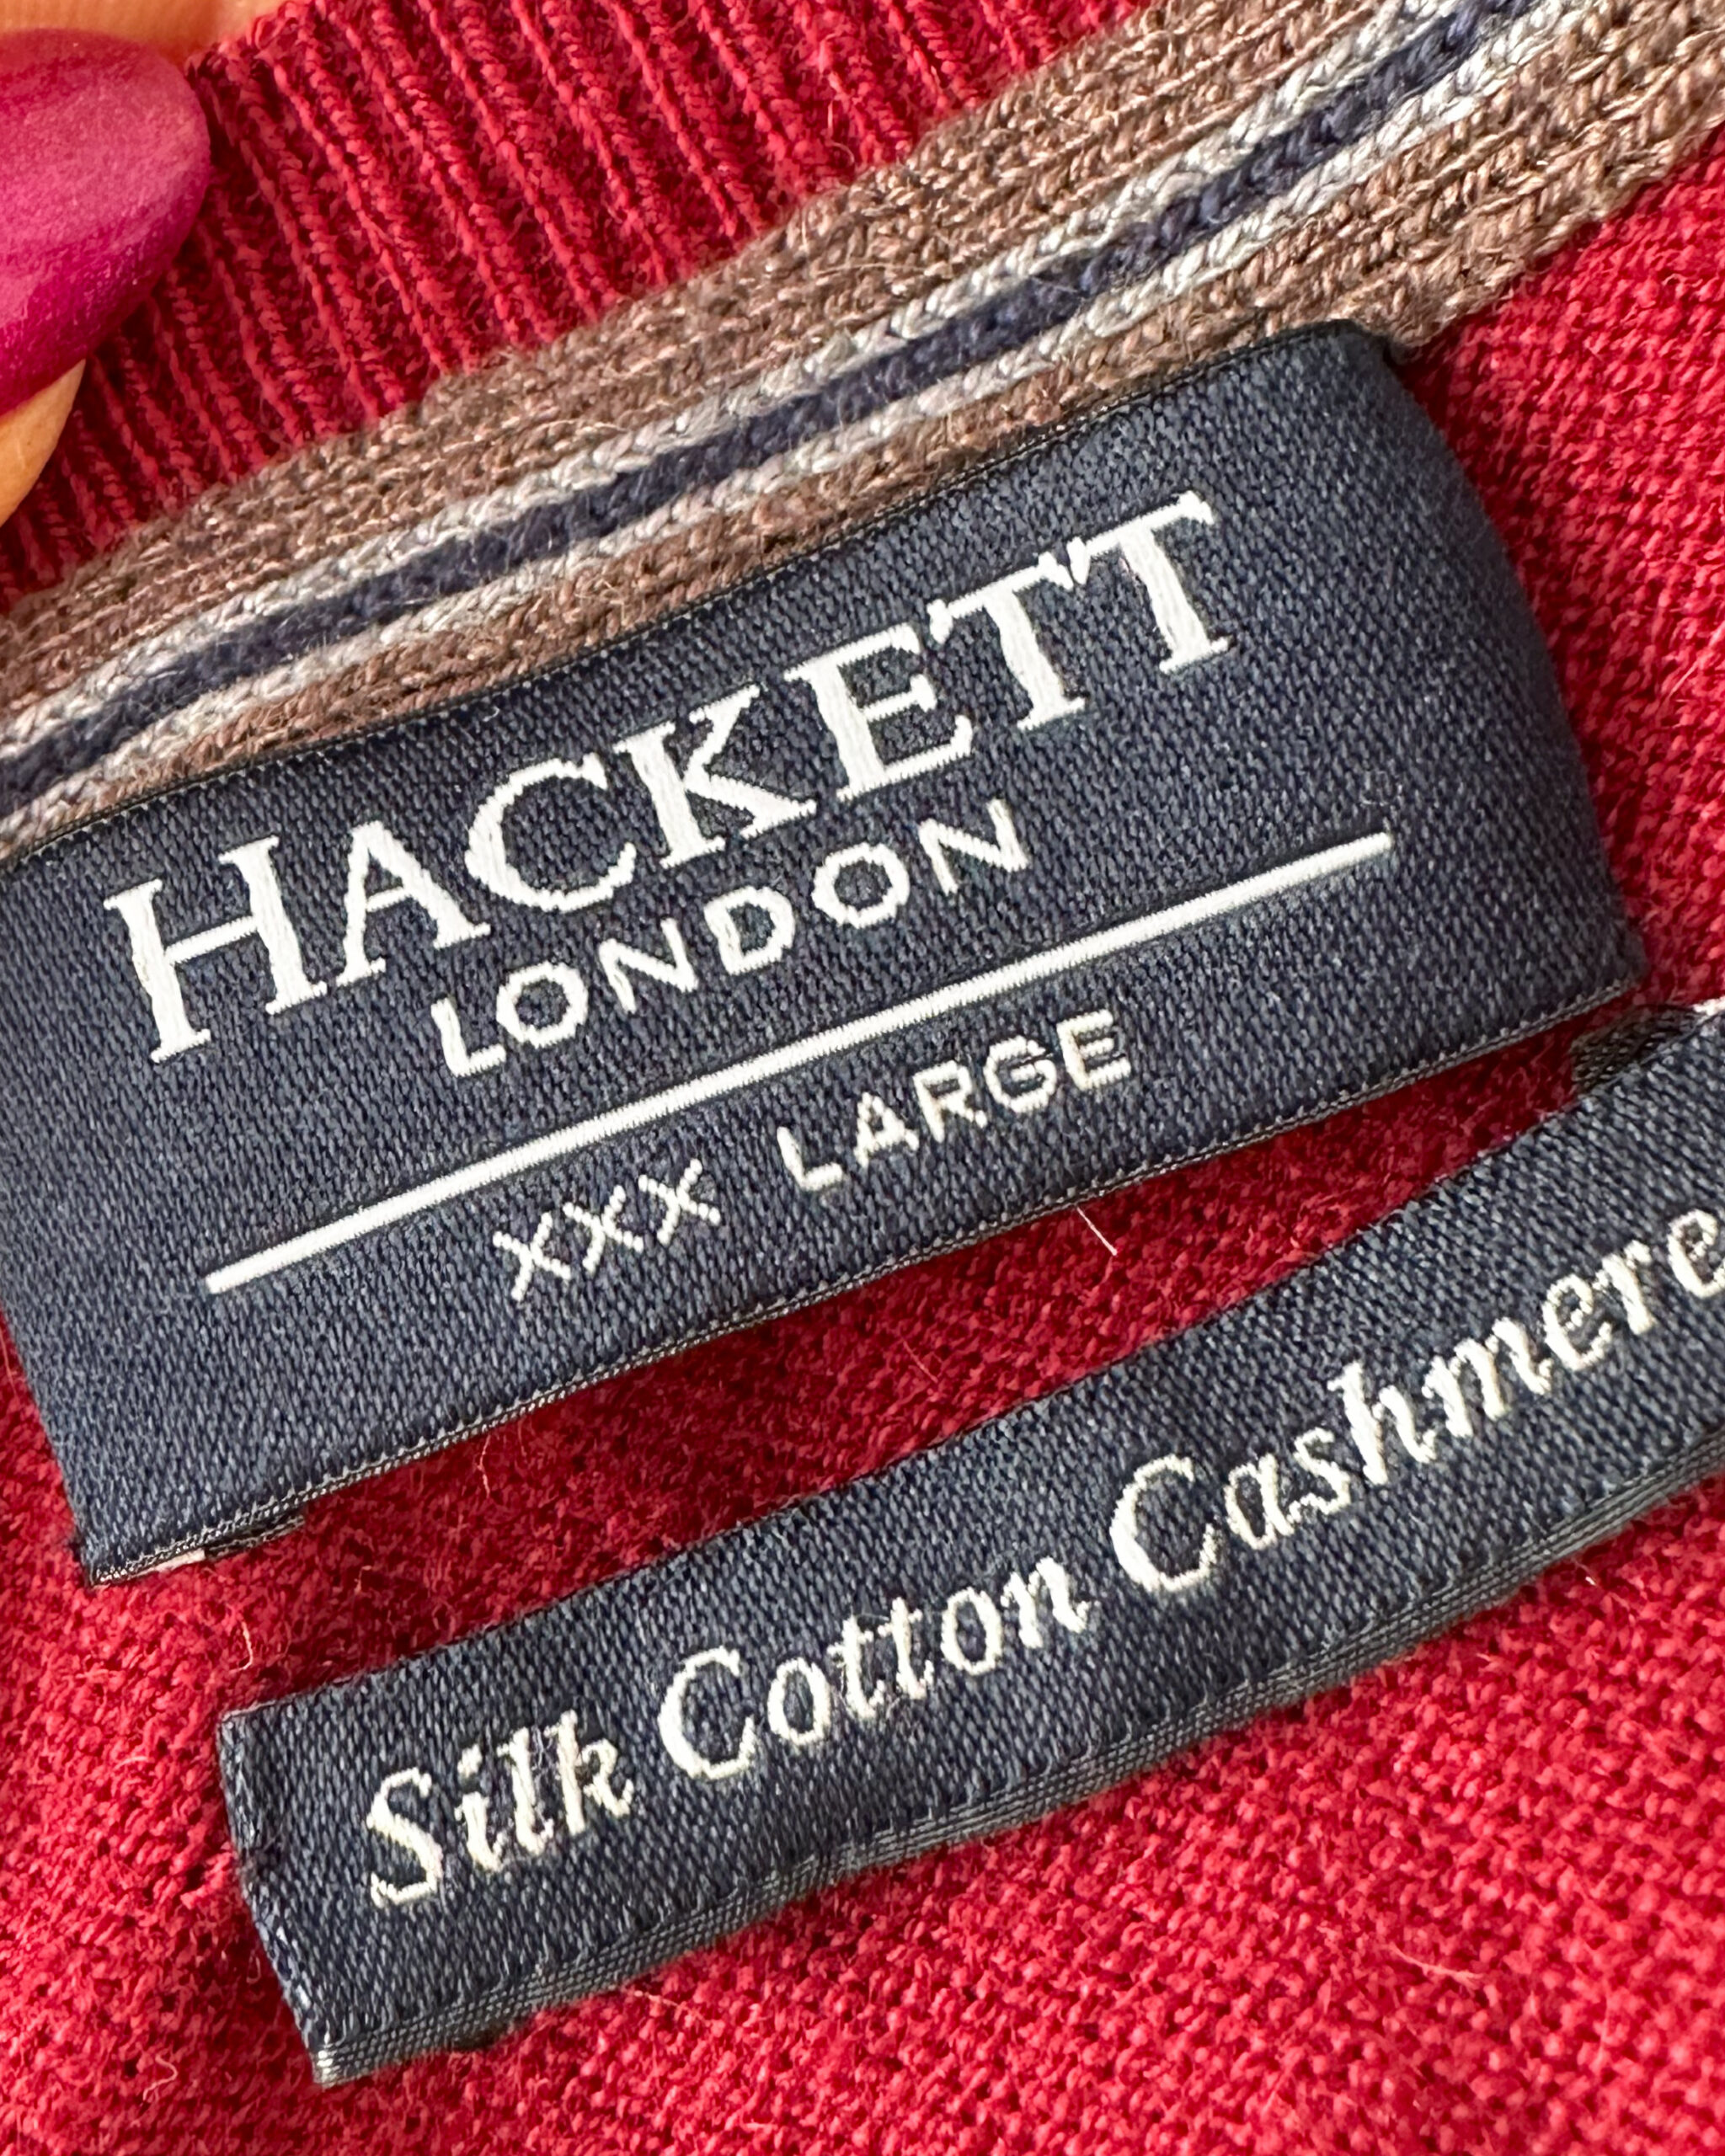 HACKETT
LONDON
XXX LARGE
Silk Cotton Cashmere